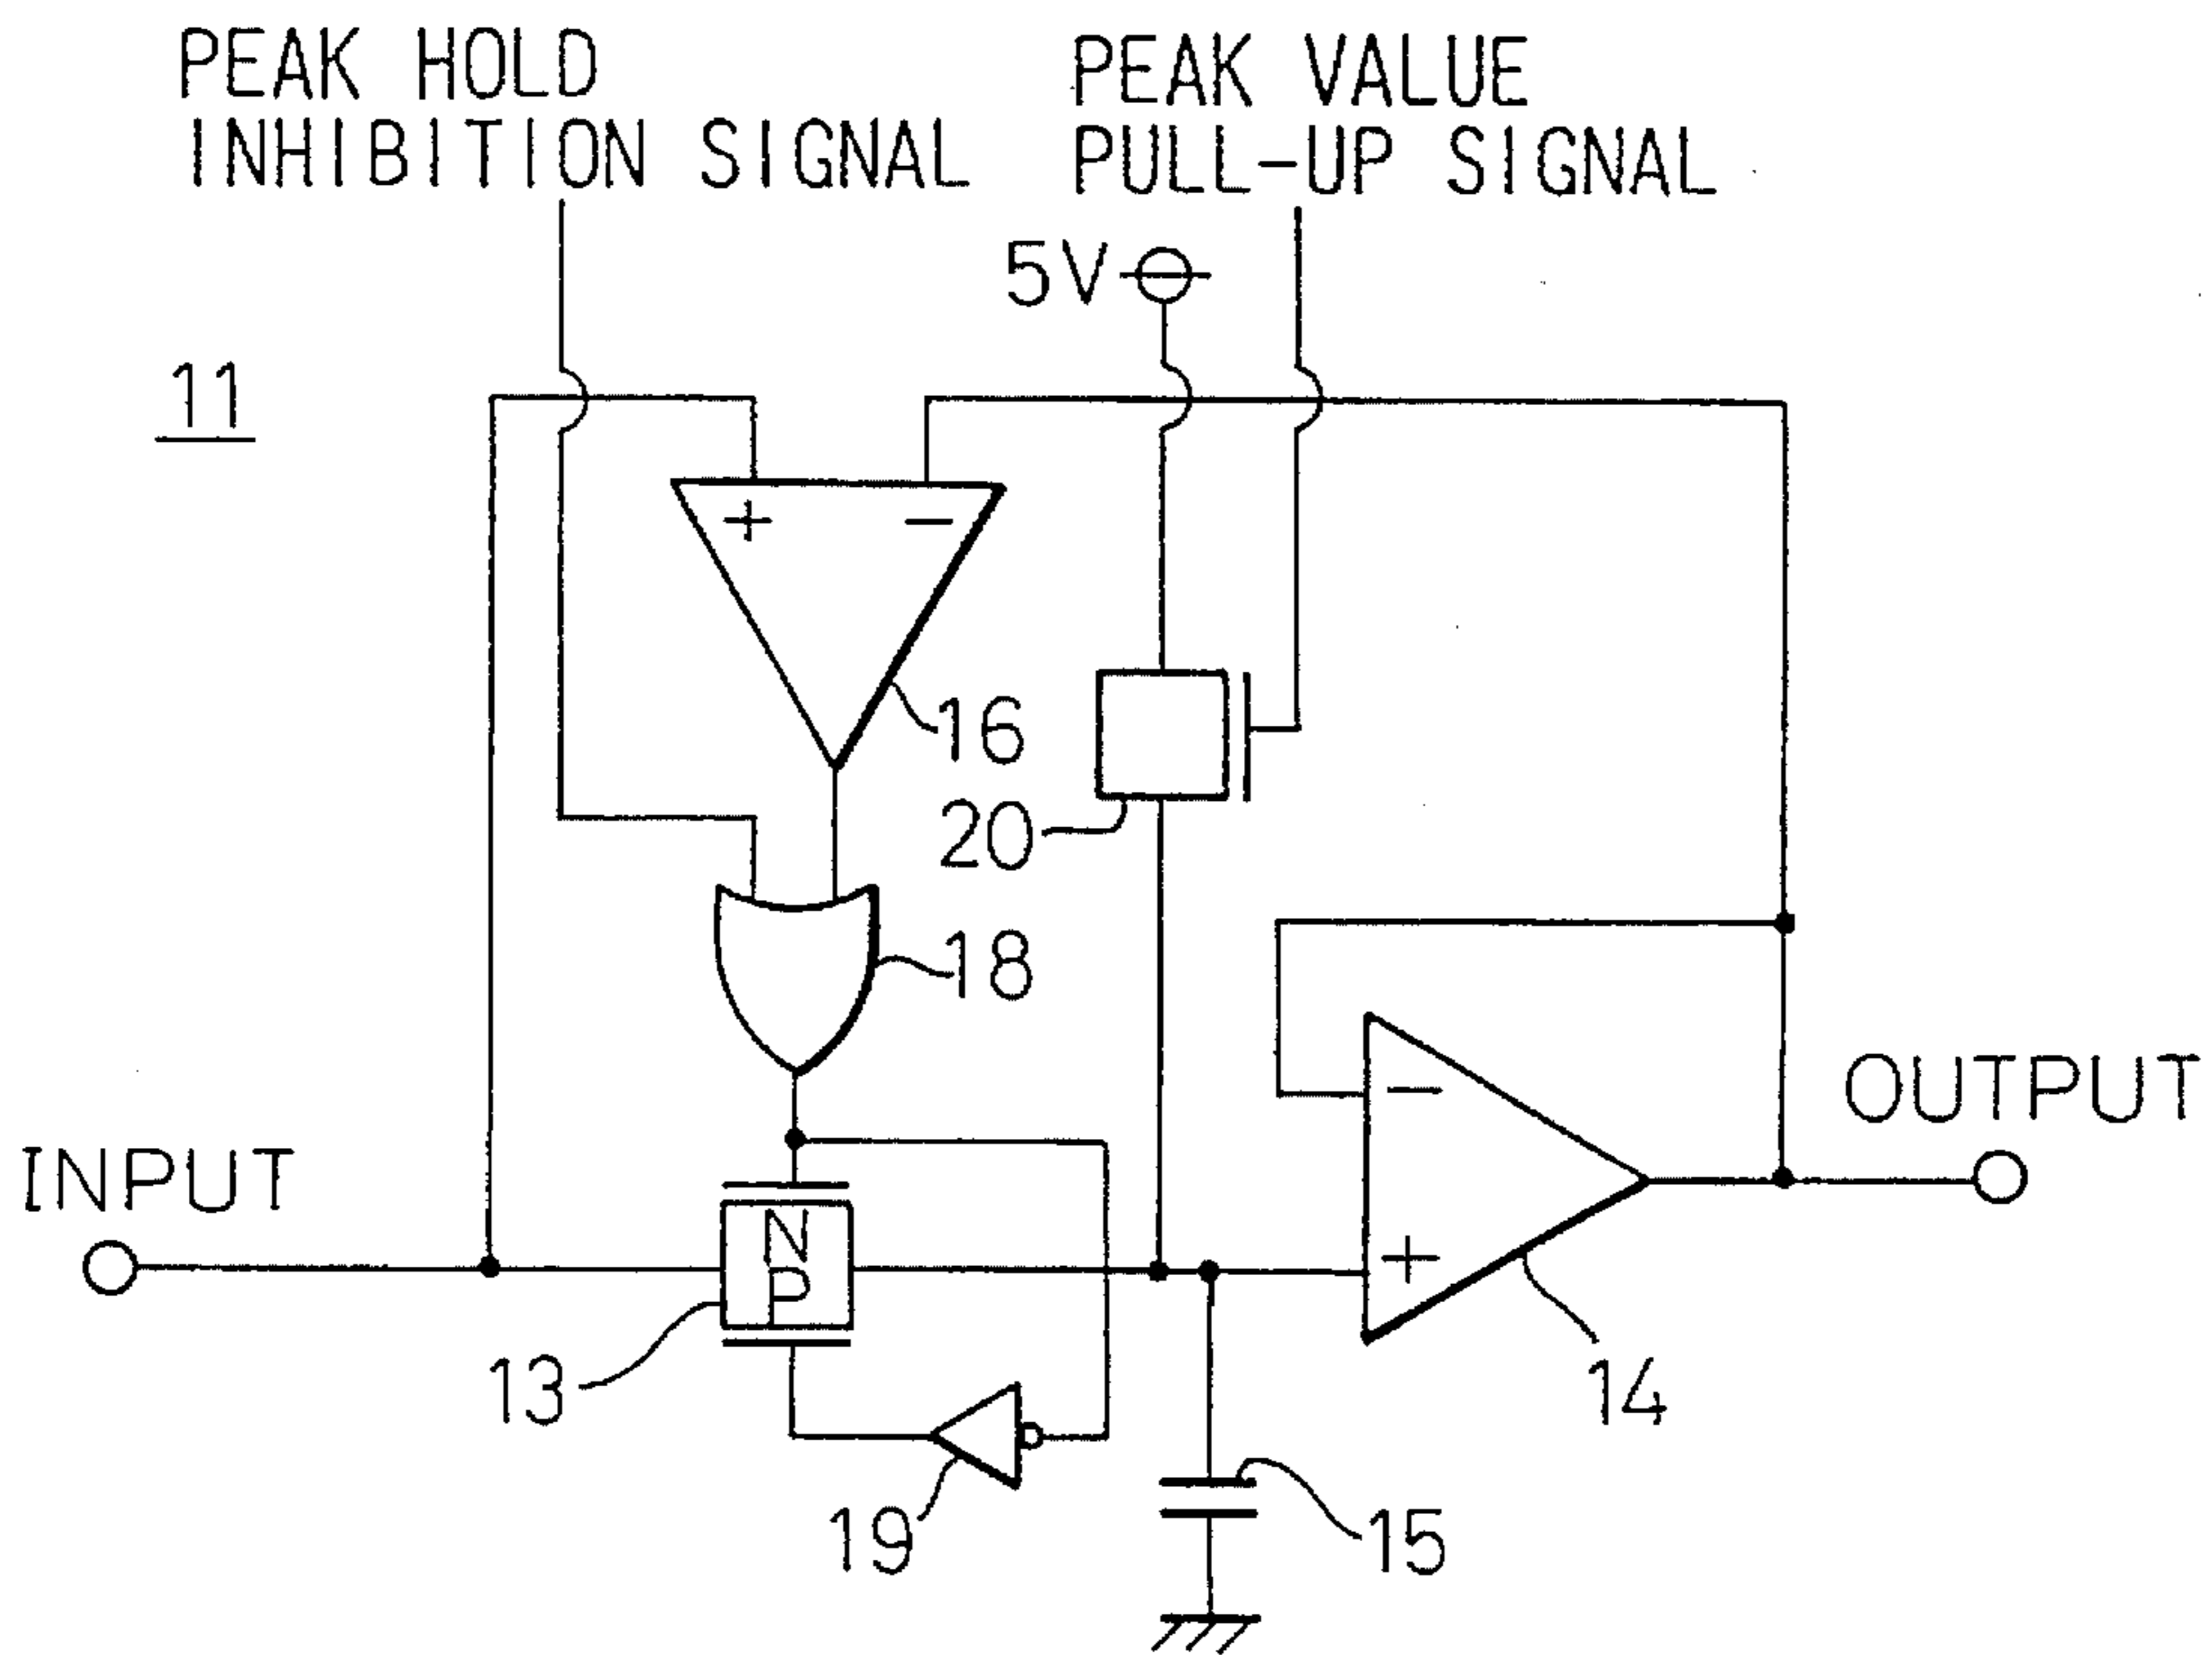 PEAK HOLD
INHIBITION SIGNAL
PEAK VALUE
PULL-UP SIGNAL
5V
11
+
−
16
20
18
−
OUTPUT
INPUT
N
P
+
13
14
19
15